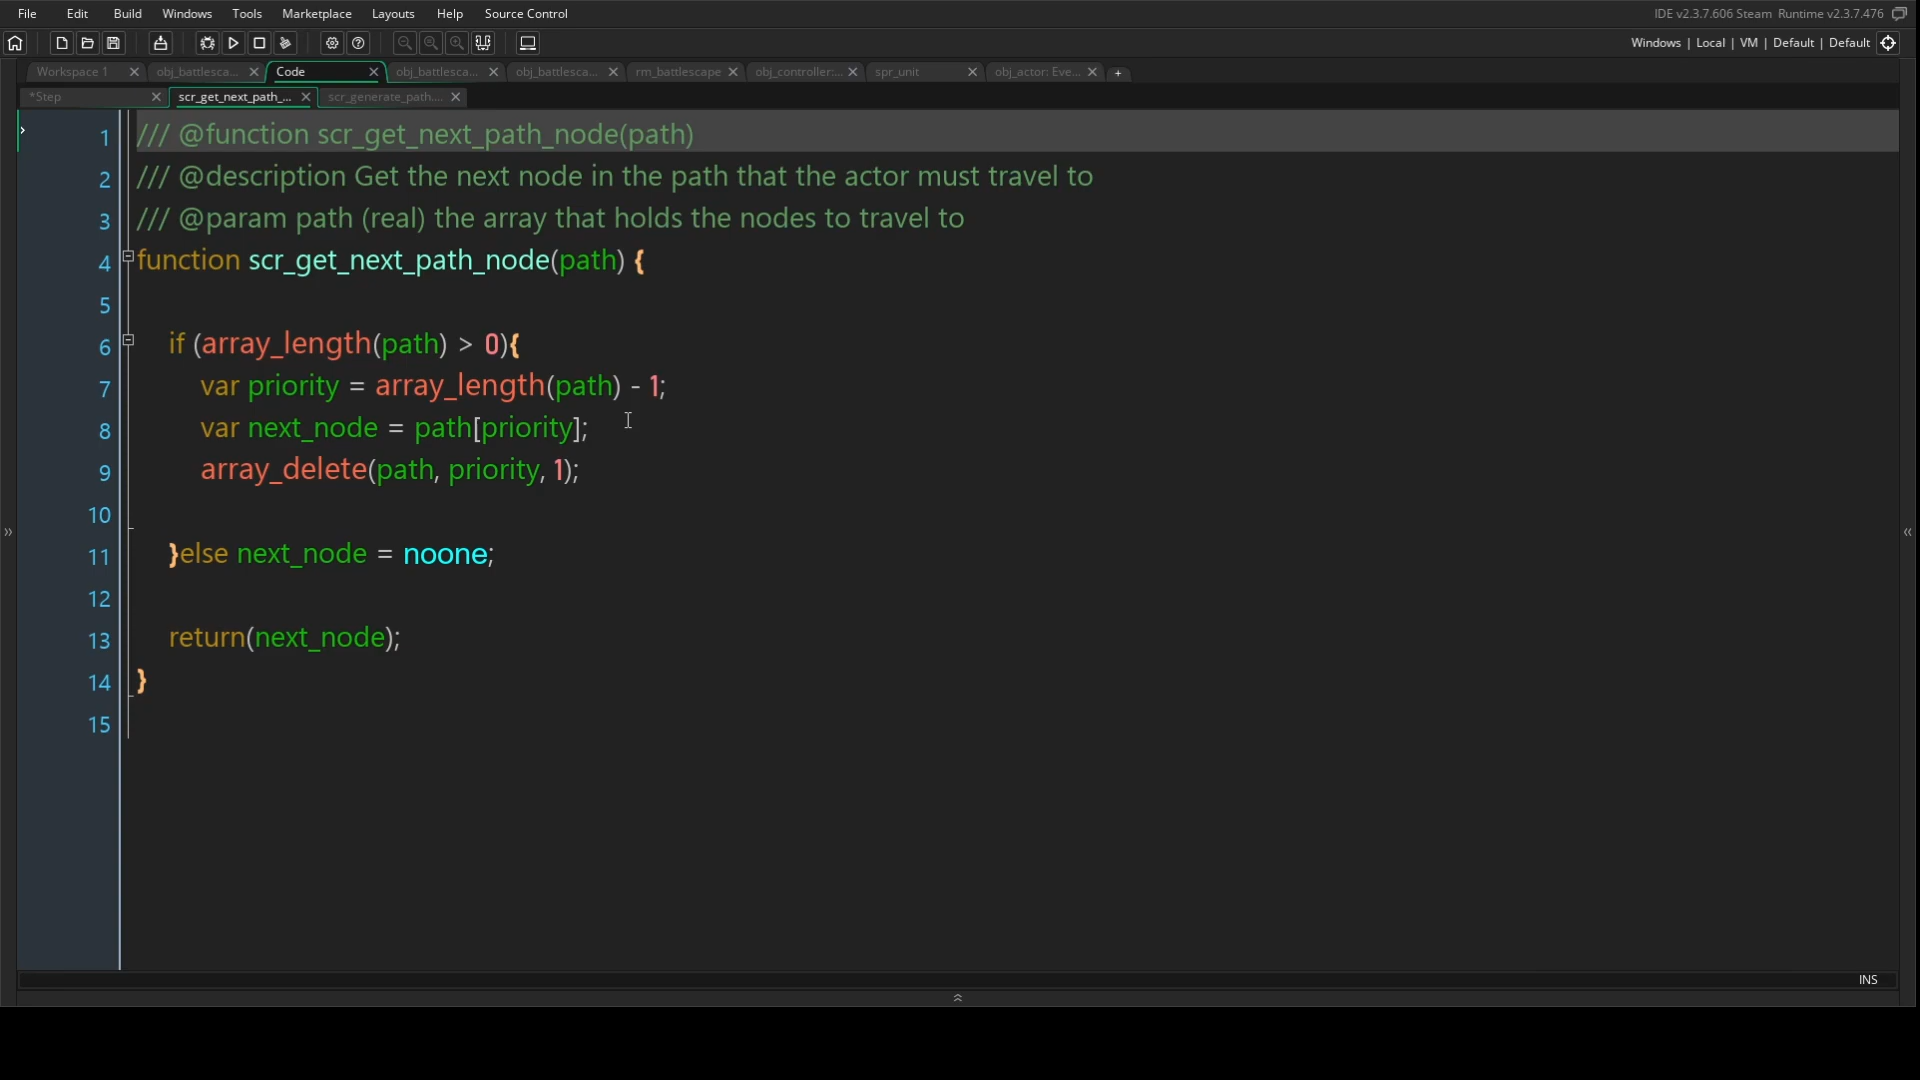 File Edit Build Windows Tools Marketplace Layouts Help Source Control IDE v2.3.7.606 Steam Runtime v2.3.7.476
Windows | Local | VM | Default | Default
Workspace 1 obj_battlesca... Code obj_battlesca... obj_battlesca... rm_battlescape obj_controller:... spr_unit obj_actor: Eve... +
*Step scr_get_next_path_... scr_generate_path....
1 /// @function scr_get_next_path_node(path)
2 /// @description Get the next node in the path that the actor must travel to
3 /// @param path (real) the array that holds the nodes to travel to
4 function scr_get_next_path_node(path) {
5
6 if (array_length(path) > 0){
7 var priority = array_length(path) - 1;
8 var next_node = path[priority];
9 array_delete(path, priority, 1);
10
11 }else next_node = noone;
12
13 return(next_node);
14 }
15
INS